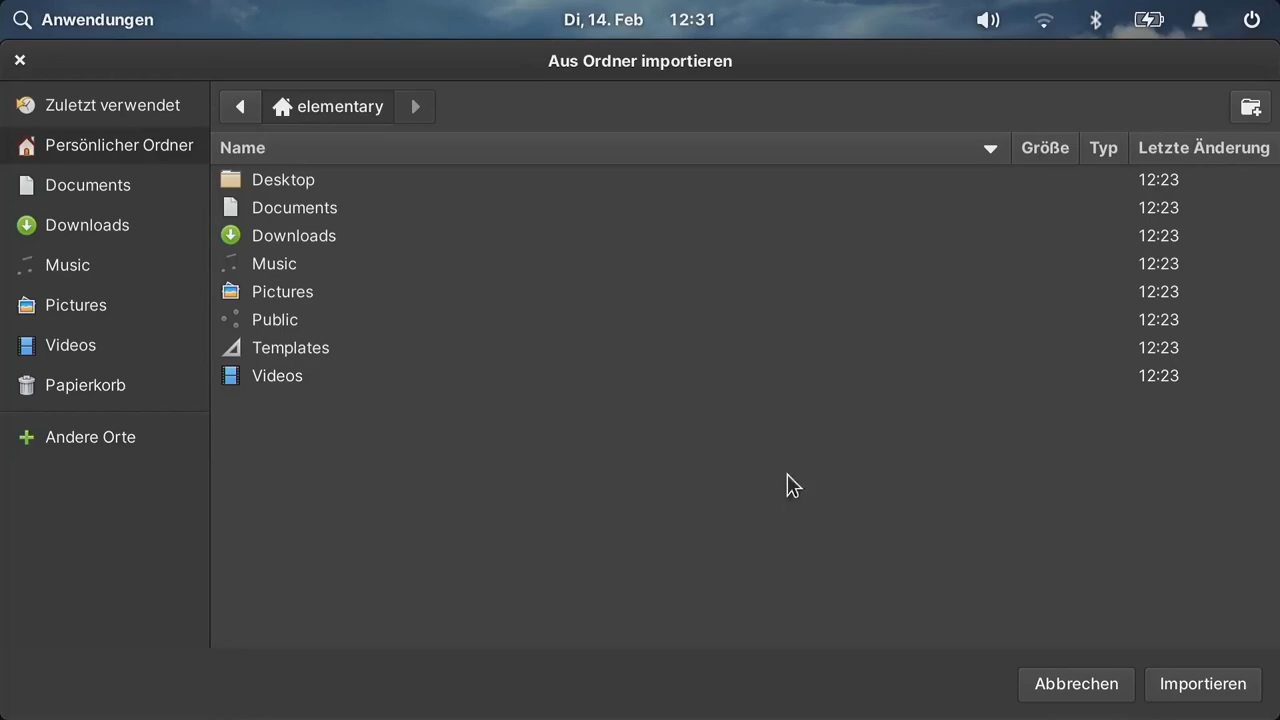 Anwendungen Di, 14. Feb 12:31
Aus Ordner importieren
Zuletzt verwendet
Persönlicher Ordner
Documents
Downloads
Music
Pictures
Videos
Papierkorb
Andere Orte
elementary
Name Größe Typ Letzte Änderung
Desktop 12:23
Documents 12:23
Downloads 12:23
Music 12:23
Pictures 12:23
Public 12:23
Templates 12:23
Videos 12:23
Abbrechen Importieren